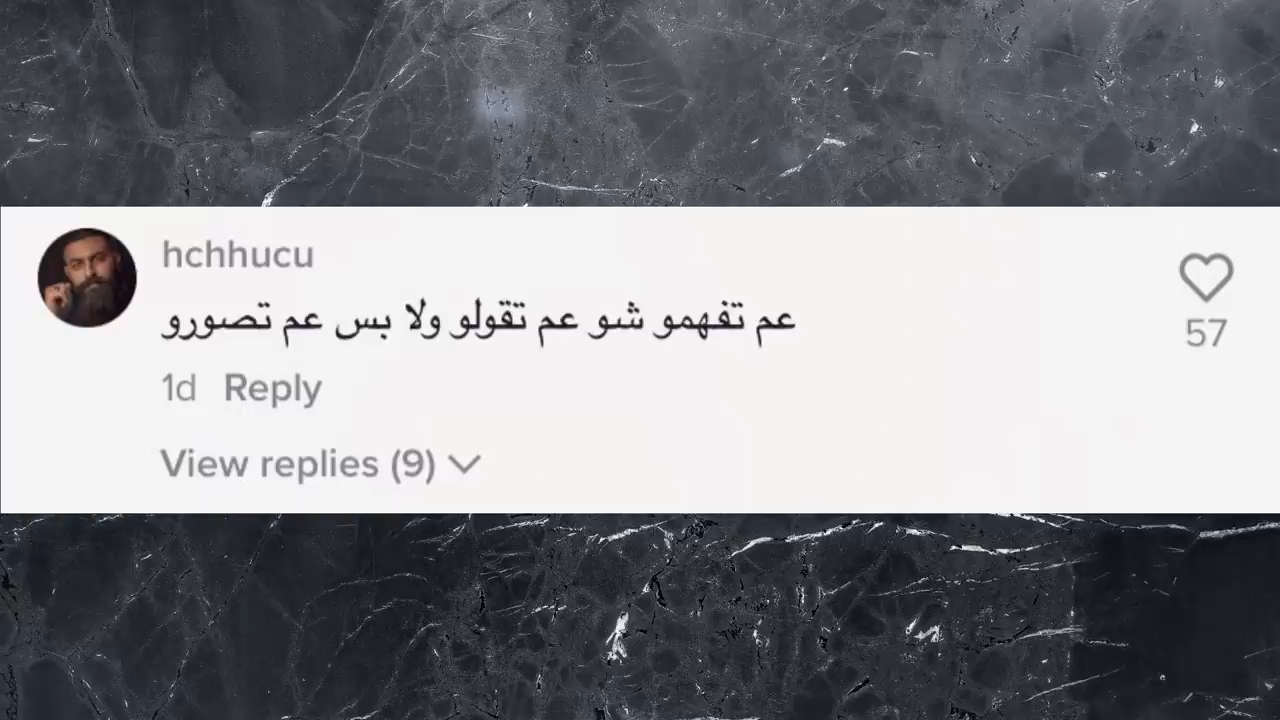 hchhucu
عم تفهمو شو عم تقولو ولا بس عم تصورو
57
1d Reply
View replies (9)